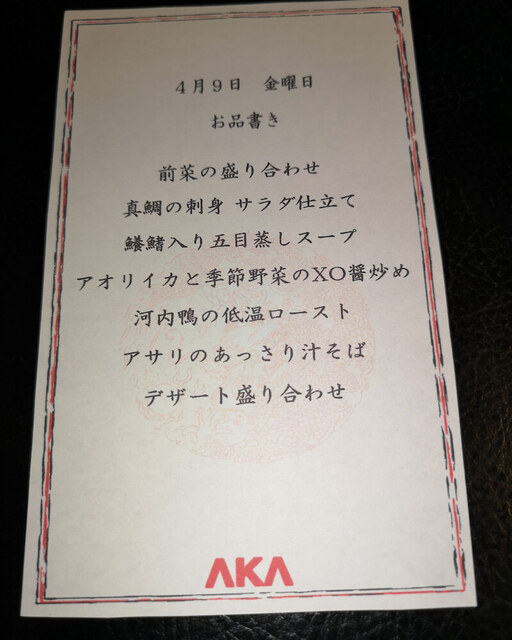 4月9日　金曜日
お品書き
前菜の盛り合わせ
真鯛の刺身 サラダ仕立て
鱶鰭入り五目蒸しスープ
アオリイカと季節野菜のXO醤炒め
河内鴨の低温ロースト
アサリのあっさり汁そば
デザート盛り合わせ
AKA